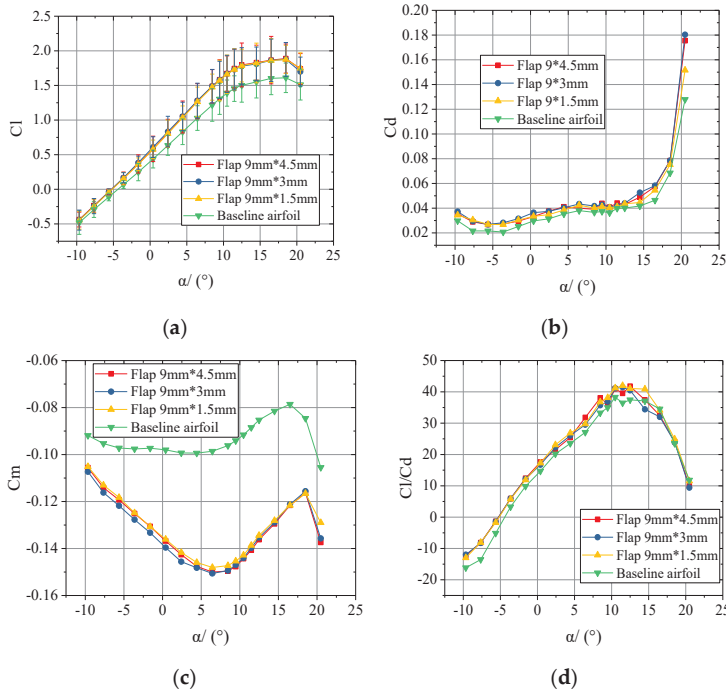 2.5
2.0
1.5
1.0
0.5
0.0
-0.5
Cl
Flap 9mm*4.5mm
Flap 9mm*3mm
Flap 9mm*1.5mm
Baseline airfoil
-10 -5 0 5 10 15 20 25
α/ (°)
(a)
0.20
0.18
0.16
0.14
0.12
0.10
0.08
0.06
0.04
0.02
Cd
Flap 9*4.5mm
Flap 9*3mm
Flap 9*1.5mm
Baseline airfoil
-10 -5 0 5 10 15 20 25
α/ (°)
(b)
-0.06
-0.08
-0.10
-0.12
-0.14
-0.16
Cm
Flap 9mm*4.5mm
Flap 9mm*3mm
Flap 9mm*1.5mm
Baseline airfoil
-10 -5 0 5 10 15 20 25
α/ (°)
(c)
50
40
30
20
10
0
-10
-20
Cl/Cd
Flap 9mm*4.5mm
Flap 9mm*3mm
Flap 9mm*1.5mm
Baseline airfoil
-10 -5 0 5 10 15 20 25
α/ (°)
(d)